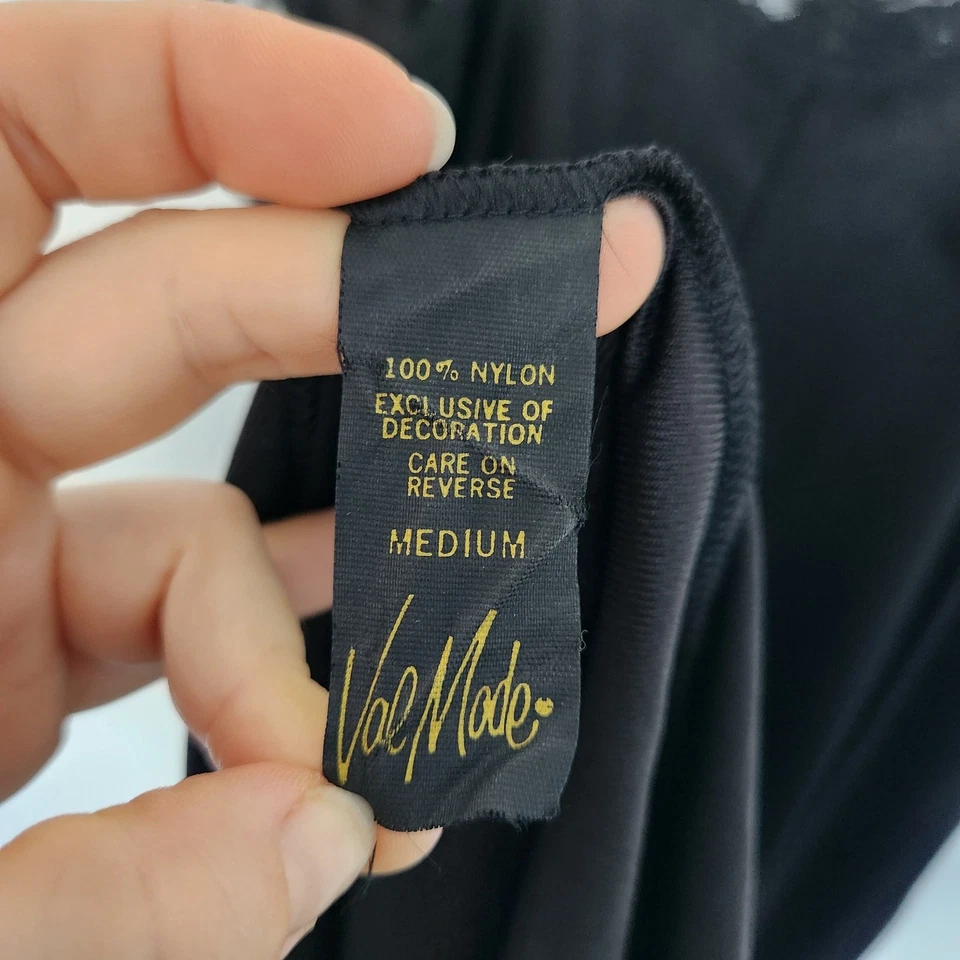 100% NYLON
EXCLUSIVE OF
DECORATION
CARE ON
REVERSE
MEDIUM
Val Mode